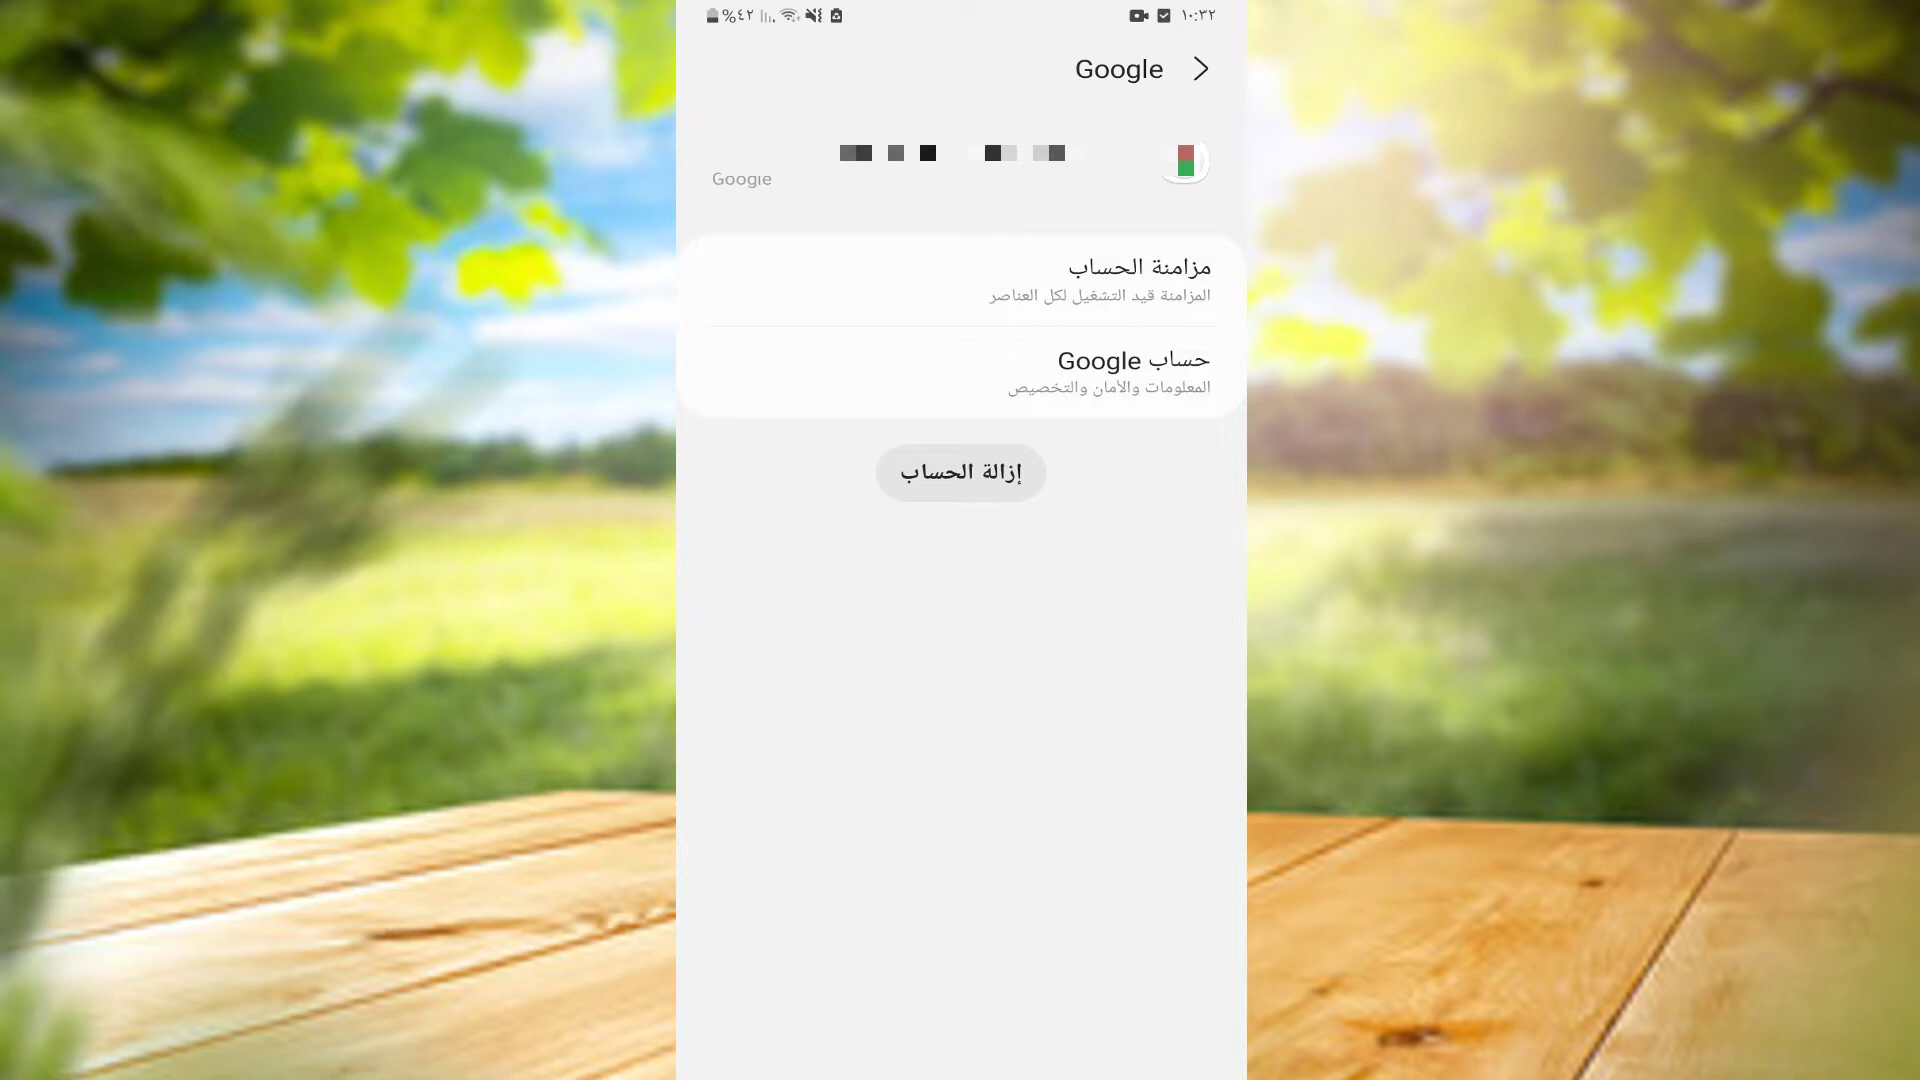 ١٠:٣٢
%٤٢
Google
Google
مزامنة الحساب
المزامنة قيد التشغيل لكل العناصر
حساب Google
المعلومات والأمان والتخصيص
إزالة الحساب